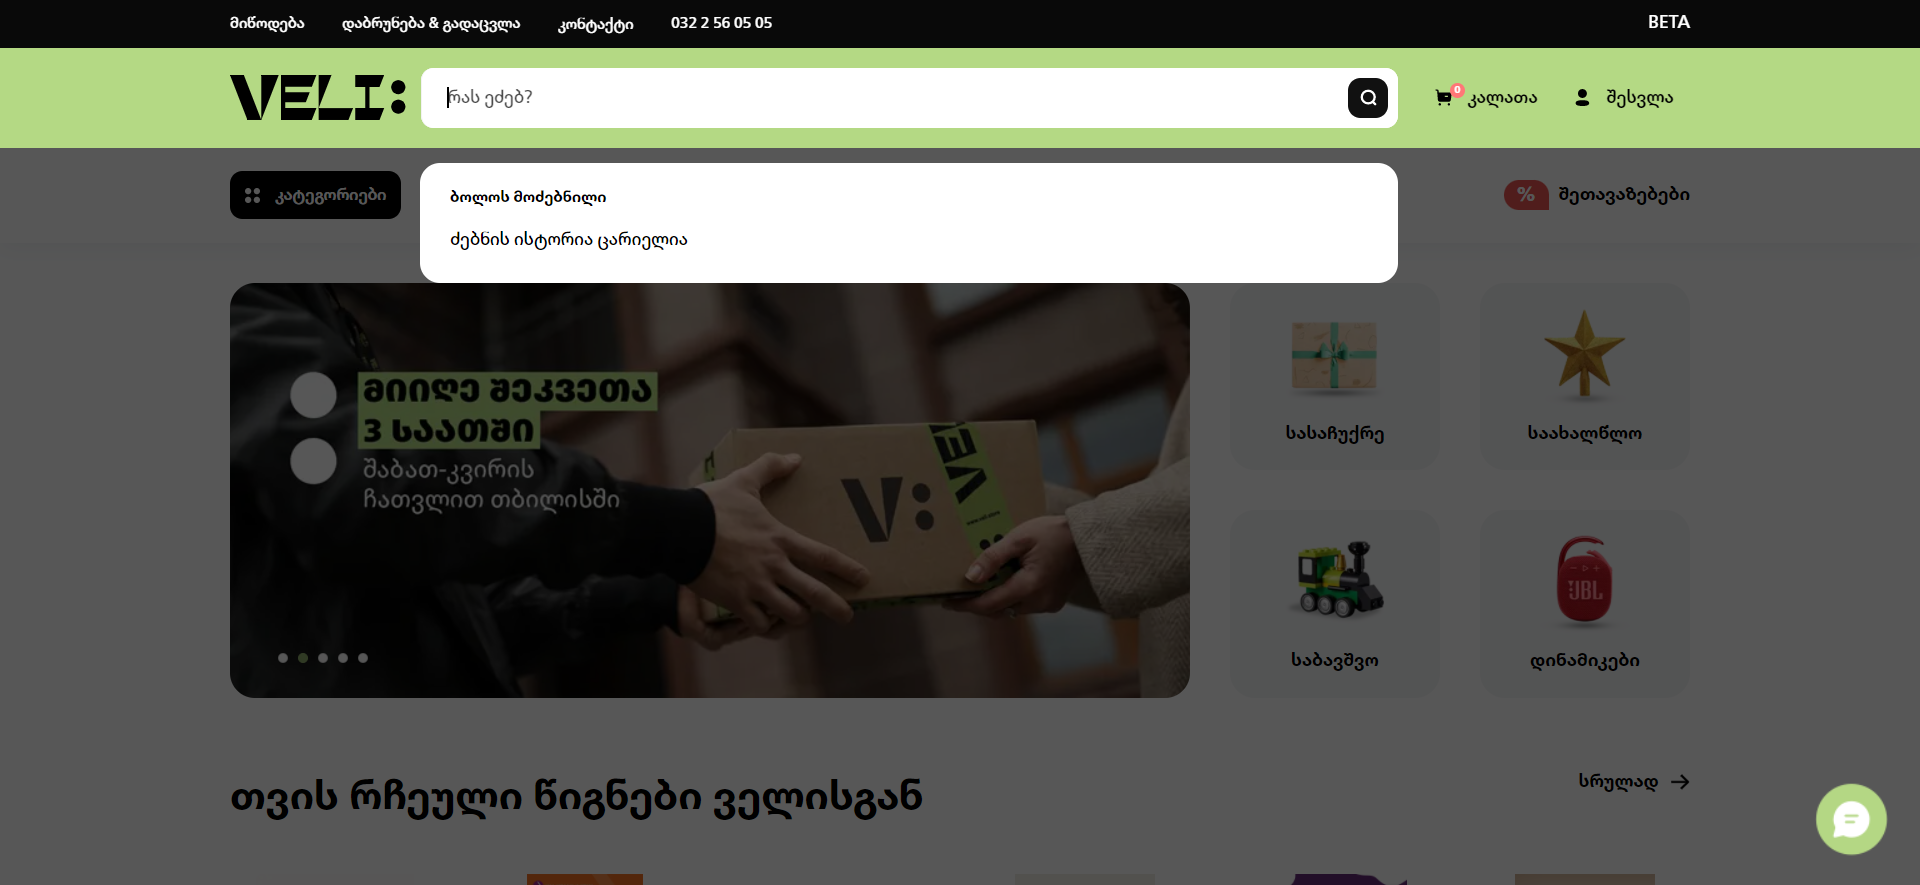 მიწოდება
დაბრუნება & გადაცვლა
კონტაქტი
032 2 56 05 05
BETA
VELI:
რას ეძებ?
0
კალათა
შესვლა
კატეგორიები
ბოლოს მოძებნილი
ძებნის ისტორია ცარიელია
%
შეთავაზებები
მიიღე შეკვეთა
3 საათში
შაბათ-კვირის
ჩათვლით თბილისში
V:
VELI
სასაჩუქრე
საახალწლო
JBL
საბავშვო
დინამიკები
თვის რჩეული წიგნები ველისგან
სრულად